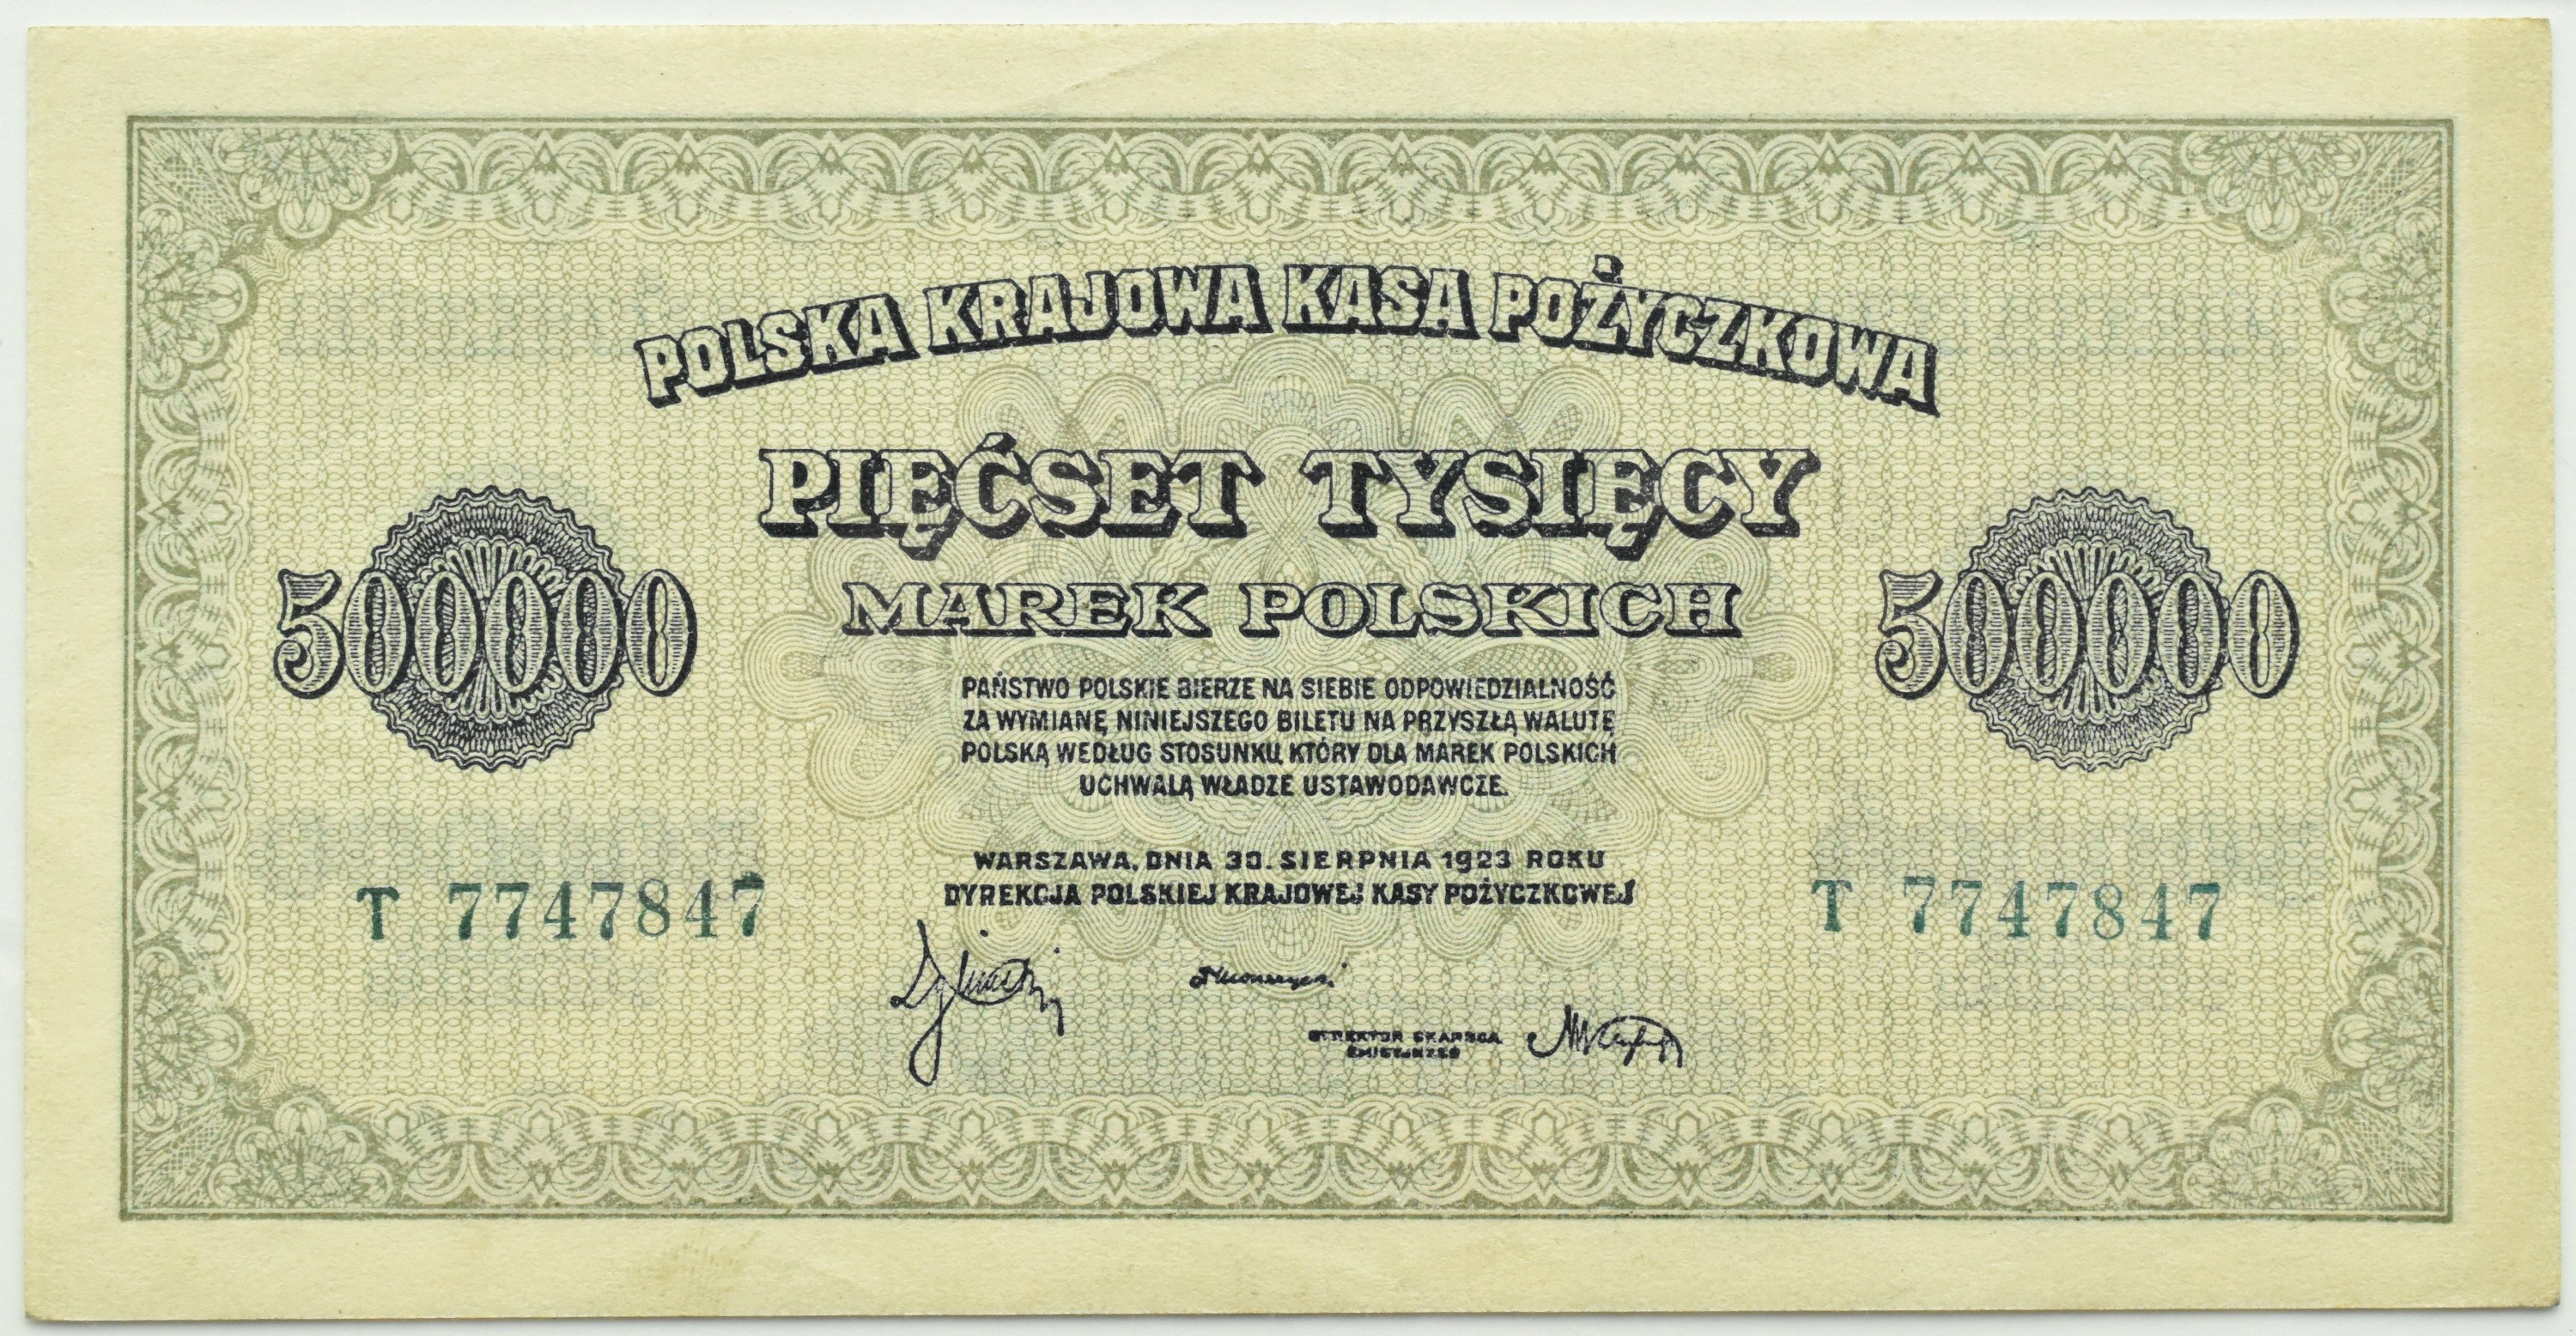 POLSKA KRAJOWA KASA POŻYCZKOWA
PIĘĆSET TYSIĘCY
MAREK POLSKICH
500000
500000
PAŃSTWO POLSKIE BIERZE NA SIEBIE ODPOWIEDZIALNOŚĆ
ZA WYMIANĘ NINIEJSZEGO BILETU NA PRZYSZŁĄ WALUTĘ
POLSKĄ WEDŁUG STOSUNKU, KTÓRY DLA MAREK POLSKICH
UCHWALĄ WŁADZE USTAWODAWCZE.
WARSZAWA, DNIA 30. SIERPNIA 1923 ROKU
DYREKCJA POLSKIEJ KRAJOWEJ KASY POŻYCZKOWEJ
T 7747847
T 7747847
DYREKTOR SKARBCA
EMISYJNEGO